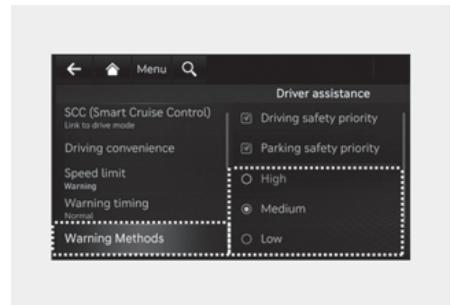 Menu
Driver assistance
SCC (Smart Cruise Control)
Link to drive mode
Driving convenience
Speed limit
Warning
Warning timing
Normal
Warning Methods
Driving safety priority
Parking safety priority
High
Medium
Low